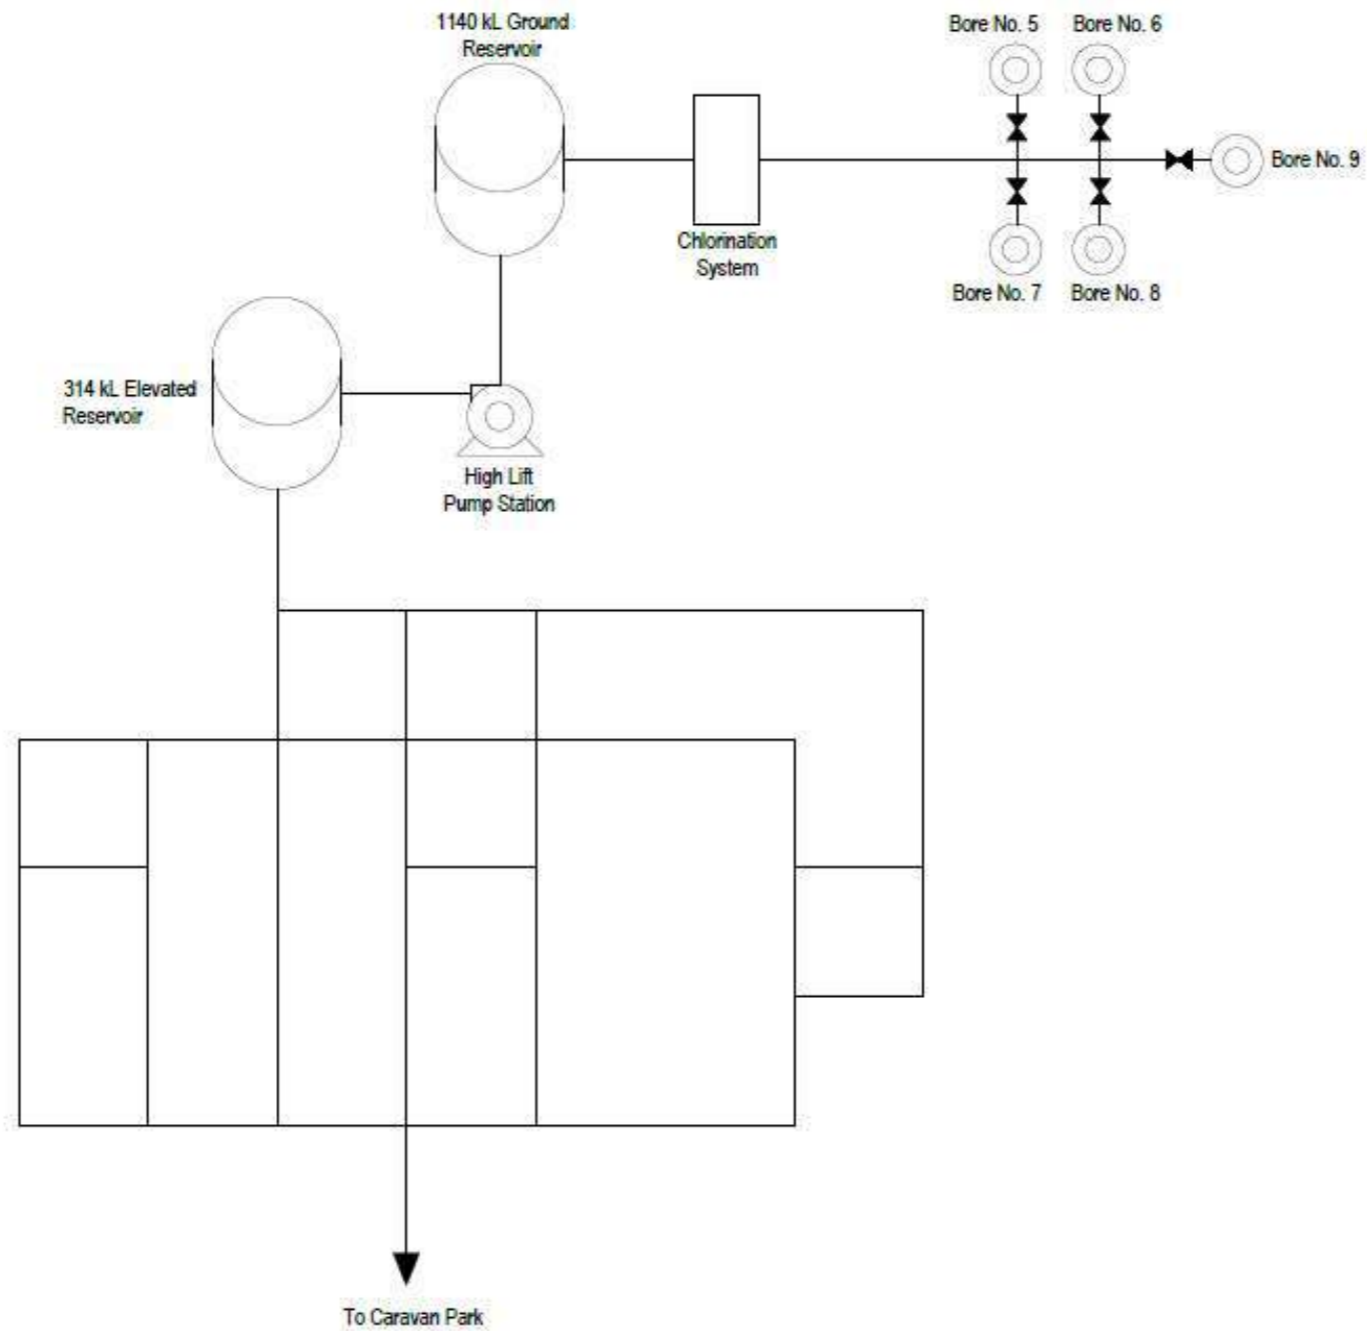 1140 kL Ground
Reservoir
Bore No. 5
Bore No. 6
Bore No. 9
Chlorination
System
Bore No. 7
Bore No. 8
314 kL Elevated
Reservoir
High Lift
Pump Station
To Caravan Park